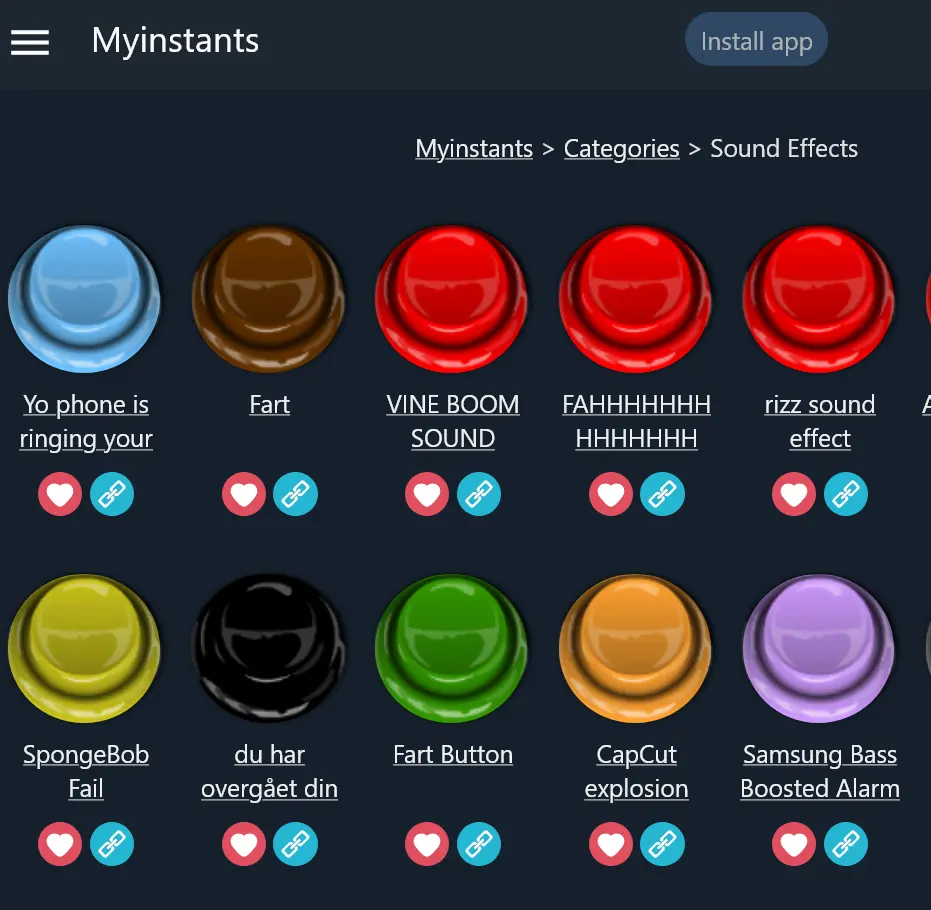 Myinstants
Install app
Myinstants > Categories > Sound Effects
Yo phone is
ringing your
Fart
VINE BOOM
SOUND
FAHHHHHHH
HHHHHHH
rizz sound
effect
A
SpongeBob
Fail
du har
overgået din
Fart Button
CapCut
explosion
Samsung Bass
Boosted Alarm